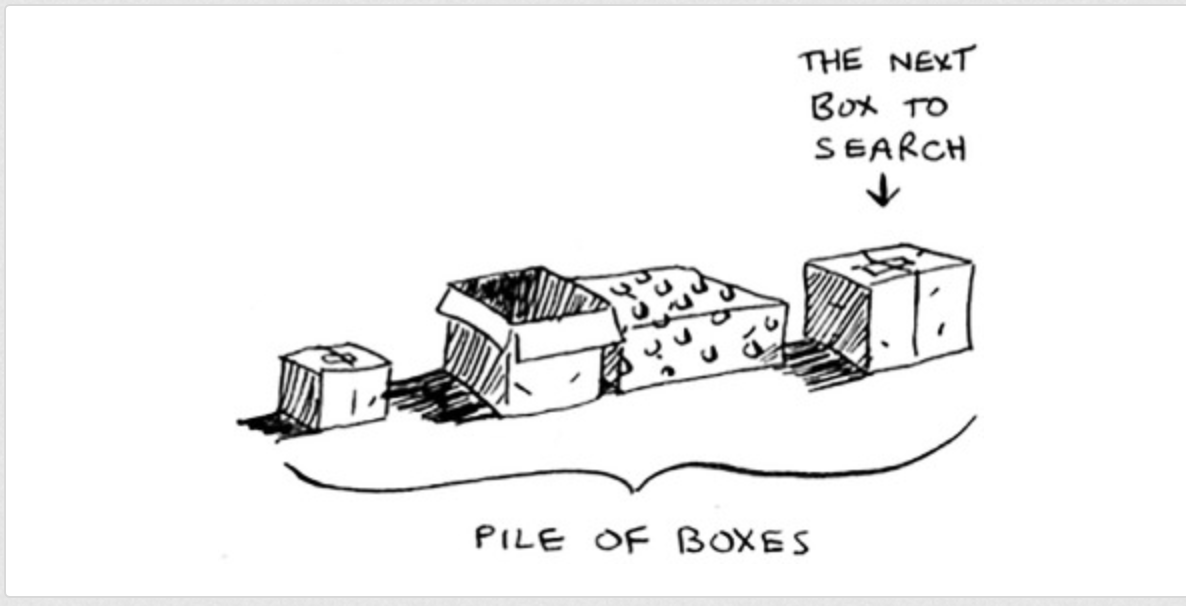 THE NEXT
BOX TO
SEARCH
PILE OF BOXES